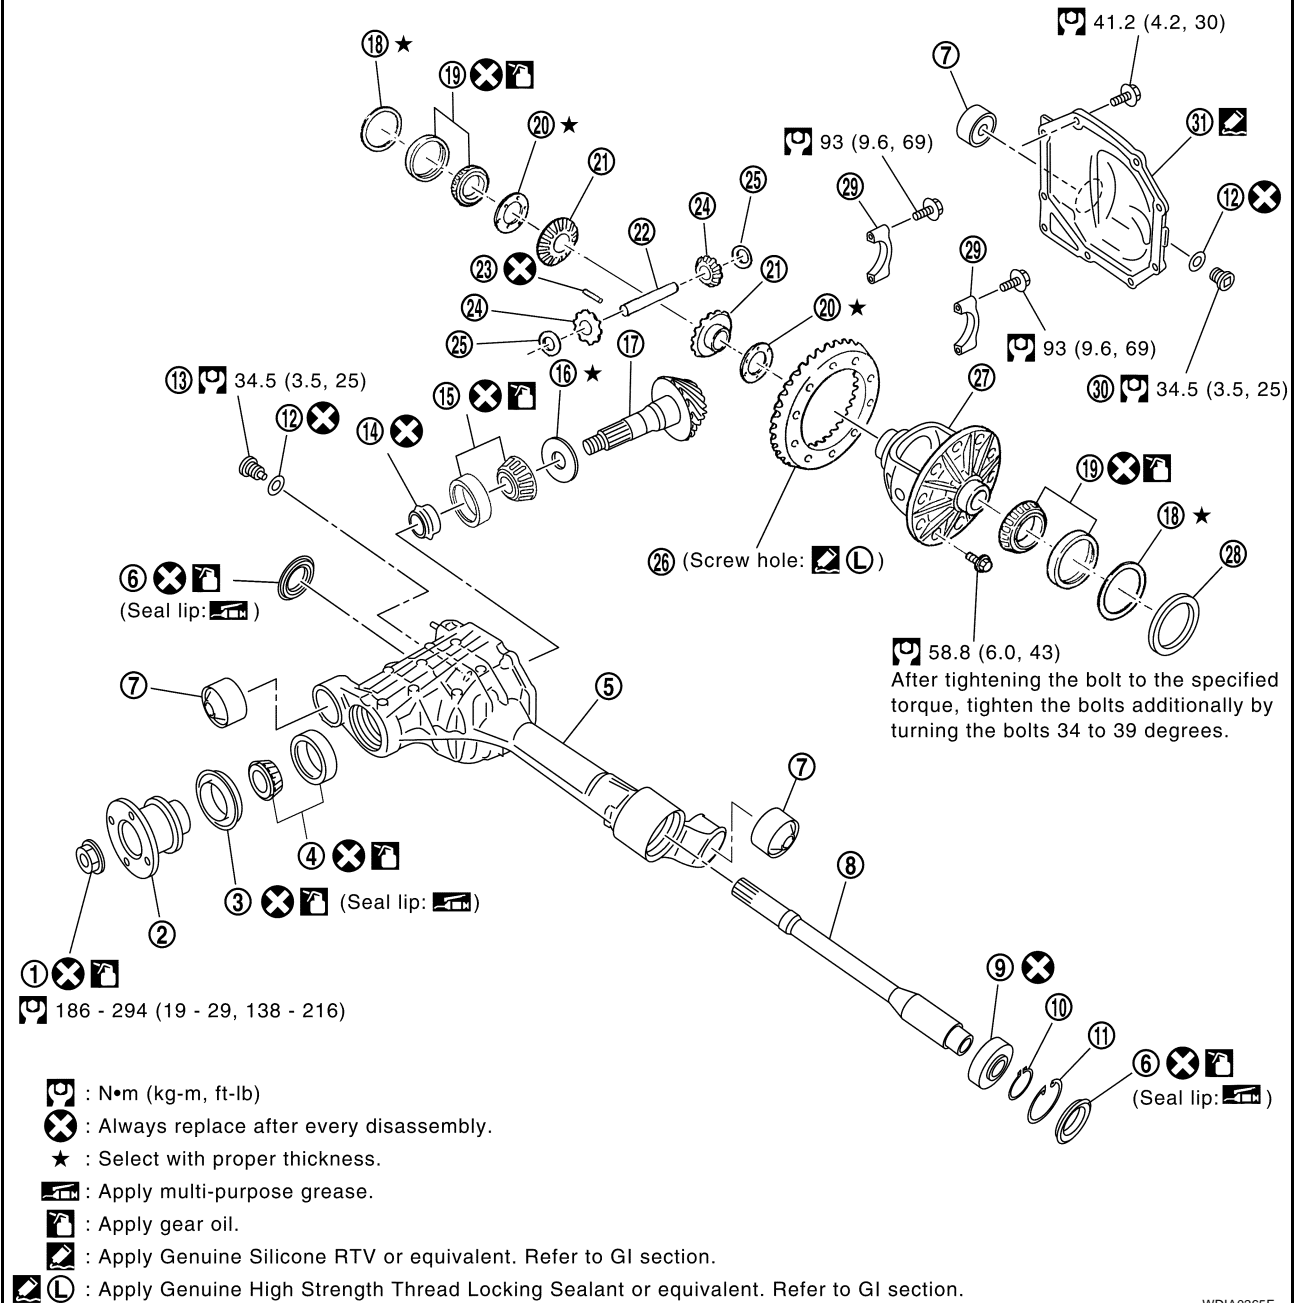 41.2 (4.2, 30)
18 ★
7
19
20 ★
31
93 (9.6, 69)
21
25
29
24
12
22
23
29
21
24
20 ★
25
17
93 (9.6, 69)
13 34.5 (3.5, 25)
16 ★
27
30 34.5 (3.5, 25)
15
12
14
19
18 ★
26 (Screw hole: L )
28
6
(Seal lip: )
58.8 (6.0, 43)
After tightening the bolt to the specified
torque, tighten the bolts additionally by
turning the bolts 34 to 39 degrees.
7
5
7
4
8
3 (Seal lip: )
2
1
9
186 - 294 (19 - 29, 138 - 216)
10
11
6
(Seal lip: )
: N•m (kg-m, ft-lb)
: Always replace after every disassembly.
★ : Select with proper thickness.
: Apply multi-purpose grease.
: Apply gear oil.
: Apply Genuine Silicone RTV or equivalent. Refer to GI section.
L : Apply Genuine High Strength Thread Locking Sealant or equivalent. Refer to GI section.